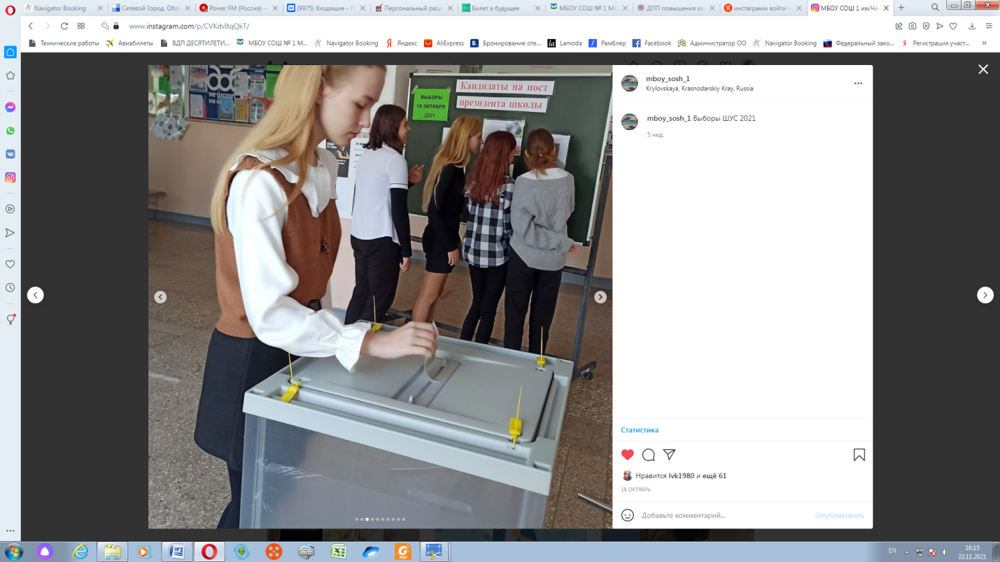 Navigator Booking
Сетевой Город. Обра
Power FM (Россия) —
(9975) Входящие - П
Персональный разд
Билет в будущее
МБОУ СОШ № 1 МО
ДПП повышения кв
инстаграмм войти —
МБОУ СОШ 1 им.Че
www.instagram.com/p/CVKdvItqQkT/
Технические работы
Авиабилеты
ВДП ДЕСЯТИЛЕТИ...
МБОУ СОШ № 1 М...
Navigator Booking
Яндекс
AliExpress
Бронирование оте...
Lamoda
Рамблер
Facebook
Администратор ОО
Navigator Booking
Федеральный зако...
Регистрация участ...
ВЫБОРЫ
18 ОКТЯБРЯ
2021
Кандидаты на пост
президента школы
mboy_sosh_1
Krylovskaya, Krasnodarskiy Kray, Russia
mboy_sosh_1 Выборы ШУС 2021
5 нед.
Статистика
Нравится lvk1980 и ещё 61
18 ОКТЯБРЬ
Добавьте комментарий...
Опубликовать
EN
16:15
22.11.2021